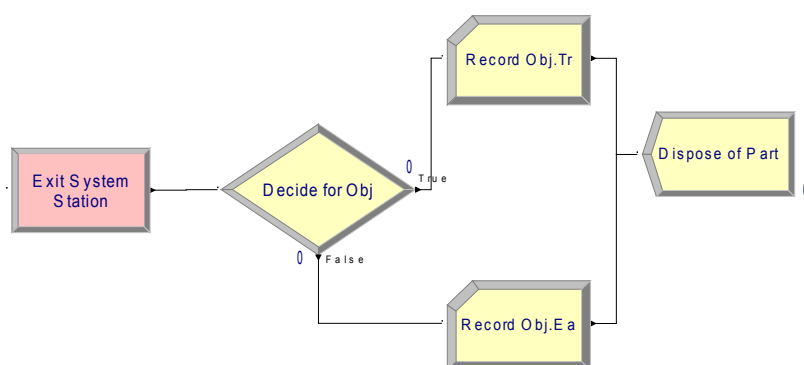 Record Obj.Tr
Exit System
Station
Decide for Obj
0
True
0
False
Dispose of Part
Record Obj.Ea